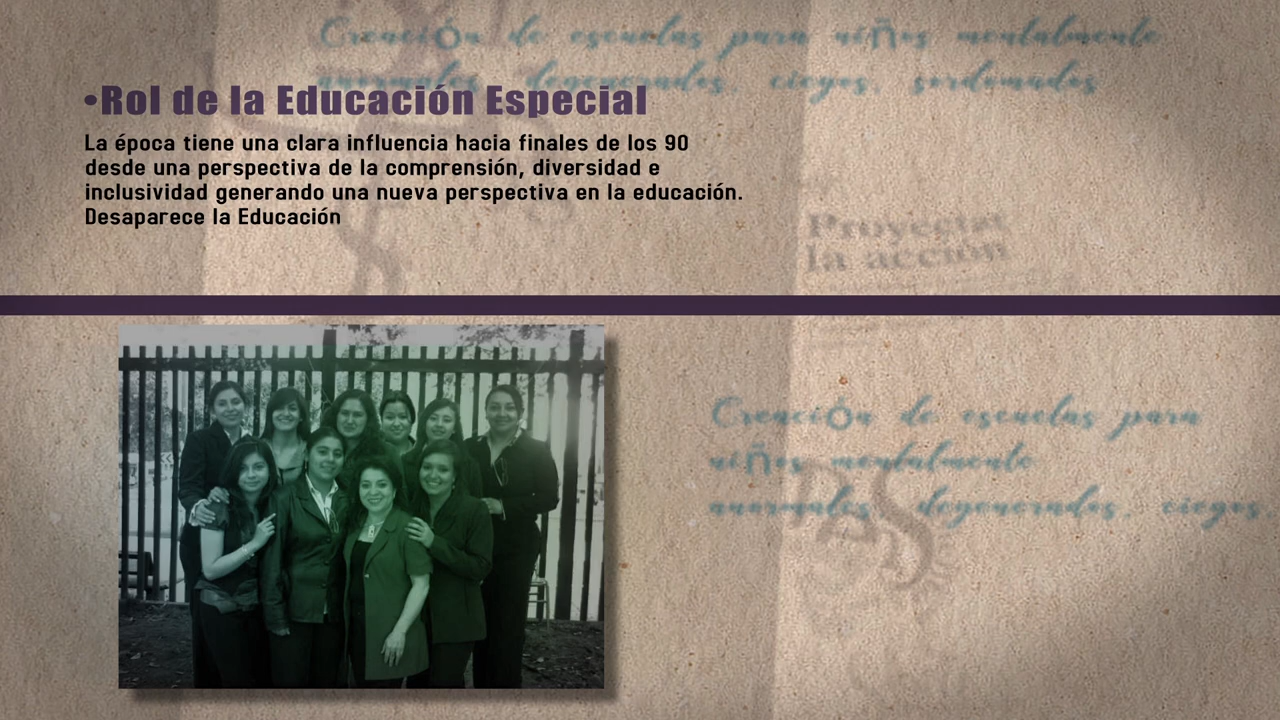 Creación de escuelas para niños mentalmente
anormales, degenerados, ciegos, sordomudos
•Rol de la Educación Especial
La época tiene una clara influencia hacia finales de los 90
desde una perspectiva de la comprensión, diversidad e
inclusividad generando una nueva perspectiva en la educación.
Desaparece la Educación
Proyectar
la acción
Creación de escuelas para
niños mentalmente
anormales, degenerados, ciegos,